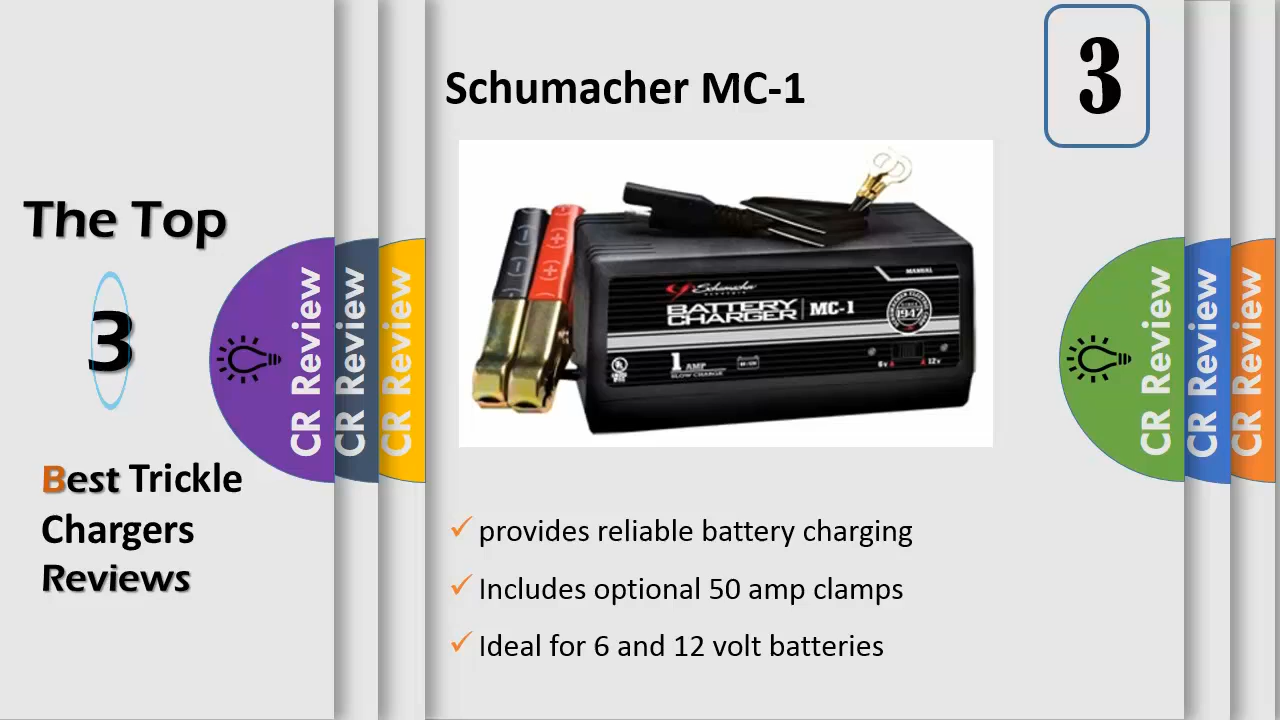 The Top
3
Best Trickle
Chargers
Reviews
CR Review
CR Review
CR Review
Schumacher MC-1
3
Schumacher
ELECTRIC
BATTERY
CHARGER
MC-1
MANUAL
1947
1 AMP
SLOW CHARGE
6v
12v
provides reliable battery charging
Includes optional 50 amp clamps
Ideal for 6 and 12 volt batteries
CR Review
CR Review
CR Review